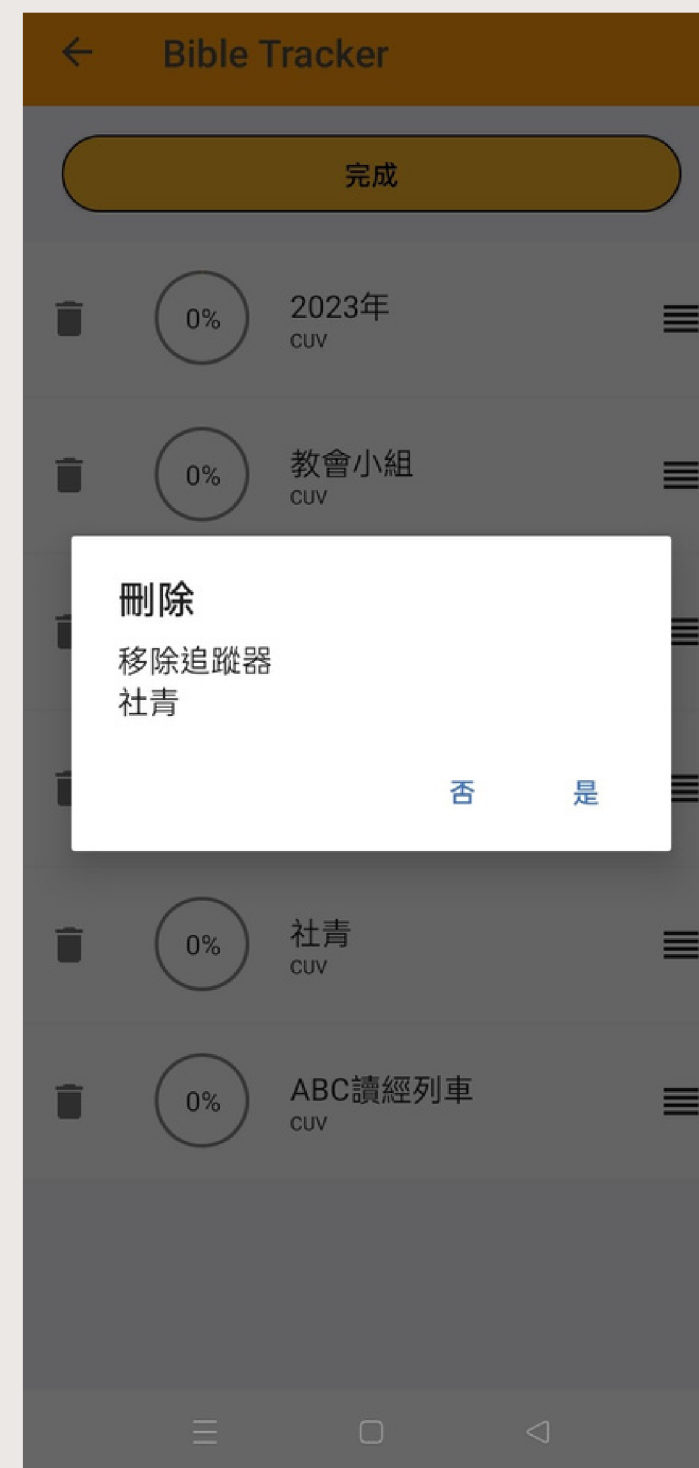 Bible Tracker
完成
0%
2023年
CUV
0%
教會小組
CUV
刪除
移除追蹤器
社青
否
是
0%
社青
CUV
0%
ABC讀經列車
CUV